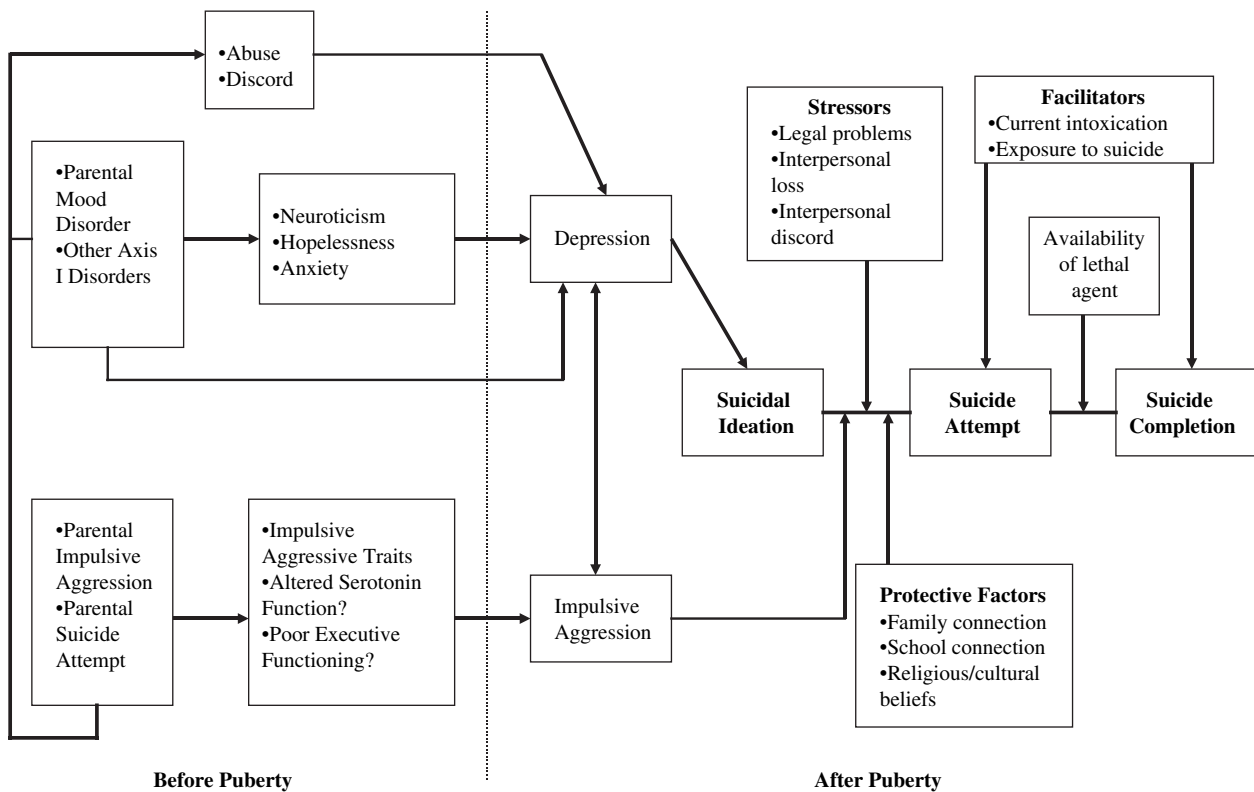 •Abuse
•Discord
•Parental
Mood
Disorder
•Other Axis
I Disorders
•Neuroticism
•Hopelessness
•Anxiety
Depression
Stressors
•Legal problems
•Interpersonal
loss
•Interpersonal
discord
Facilitators
•Current intoxication
•Exposure to suicide
Availability
of lethal
agent
Suicidal
Ideation
Suicide
Attempt
Suicide
Completion
•Parental
Impulsive
Aggression
•Parental
Suicide
Attempt
•Impulsive
Aggressive Traits
•Altered Serotonin
Function?
•Poor Executive
Functioning?
Impulsive
Aggression
Protective Factors
•Family connection
•School connection
•Religious/cultural
beliefs
Before Puberty
After Puberty